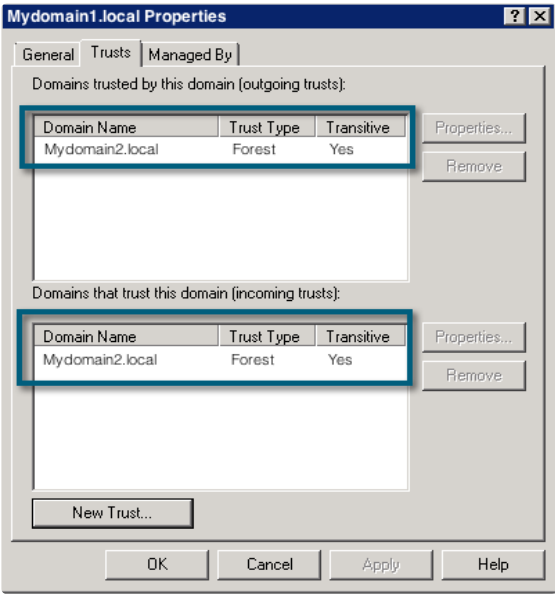 Mydomain1.local Properties
General Trusts Managed By
Domains trusted by this domain (outgoing trusts):
Domain Name Trust Type Transitive Properties...
Mydomain2.local Forest Yes
Remove
Domains that trust this domain (incoming trusts):
Domain Name Trust Type Transitive Properties...
Mydomain2.local Forest Yes
Remove
New Trust...
OK Cancel Apply Help